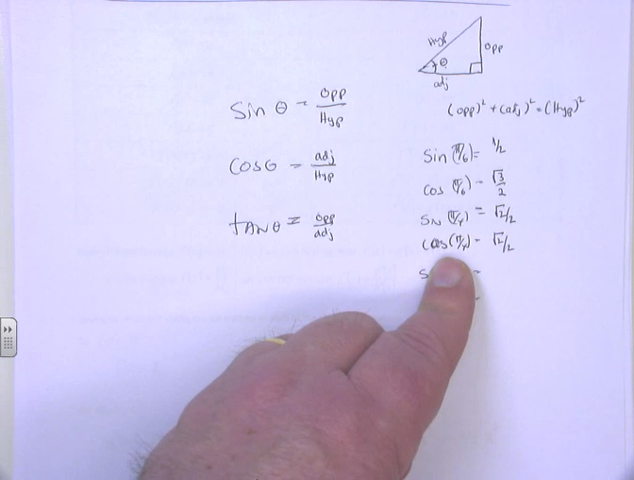 Hyp
opp
θ
adj
Sin θ = opp/Hyp
cos θ = adj/Hyp
tAN θ = opp/adj
(opp)² + (adj)² = (Hyp)²
Sin (π/6) = 1/2
cos (π/6) = √3/2
SIN (π/4) = √2/2
cos (π/4) = √2/2
S =